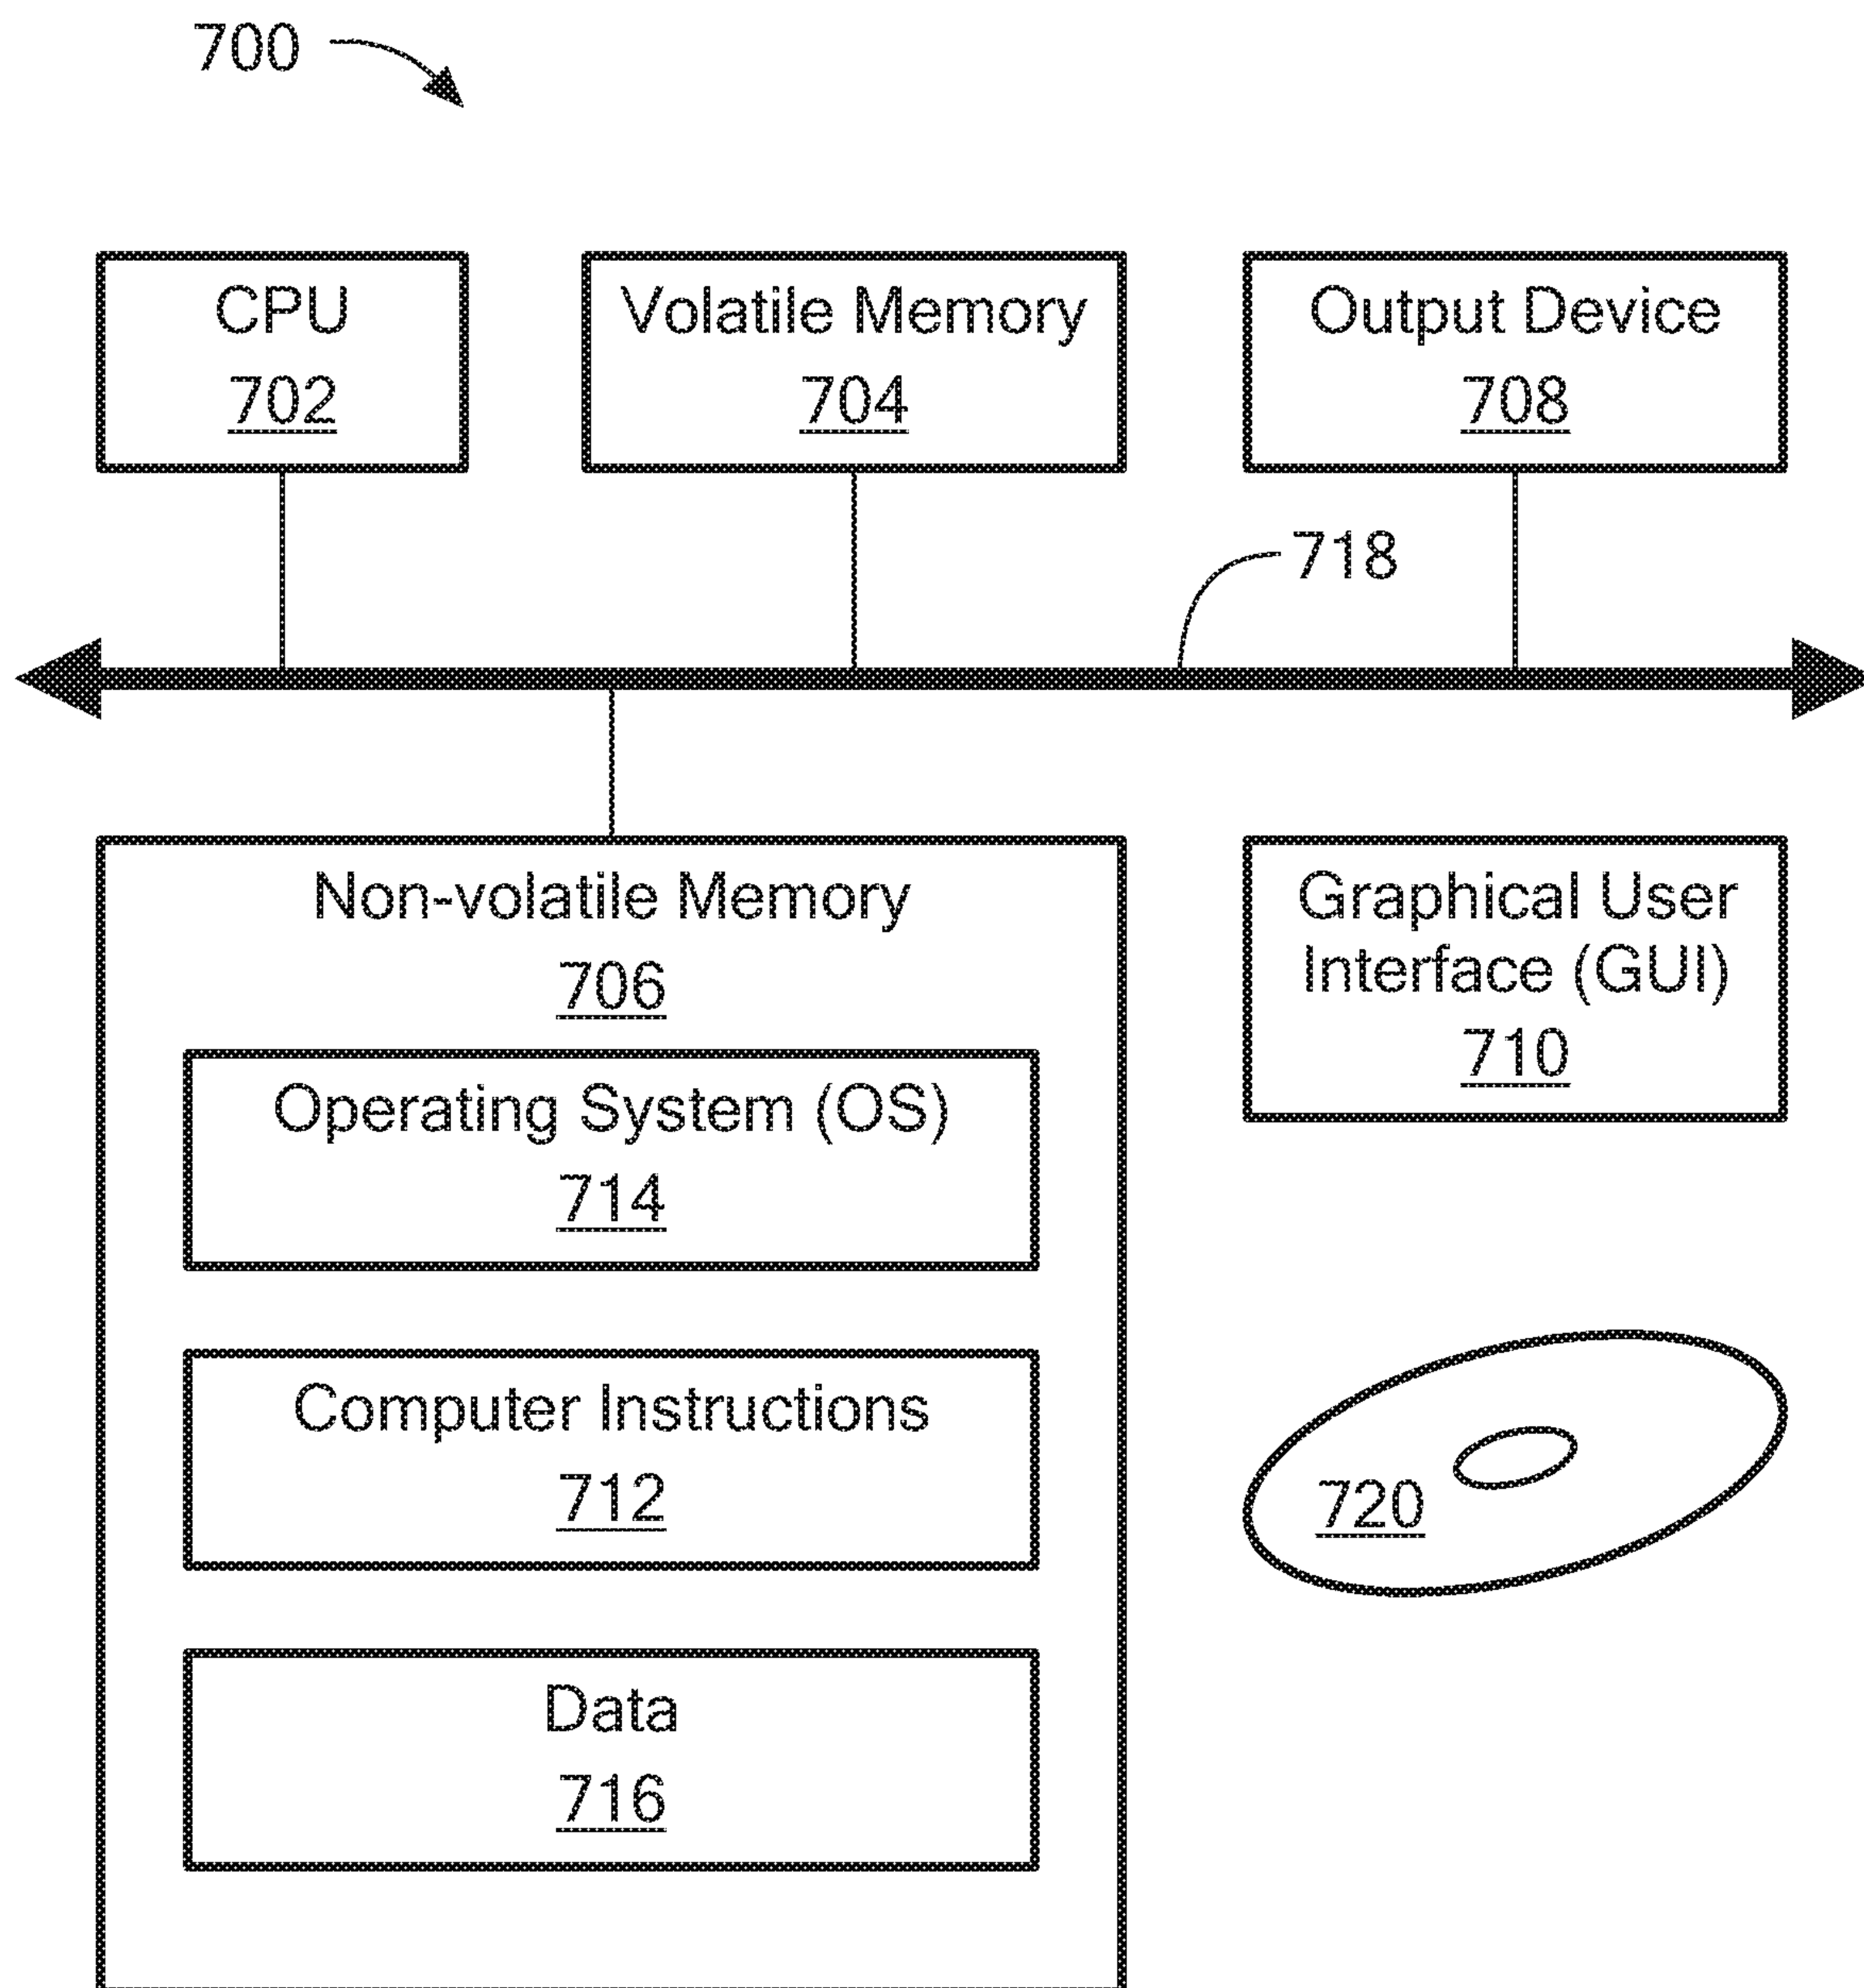 700
CPU
702
Volatile Memory
704
Output Device
708
718
Non-volatile Memory
706
Graphical User
Interface (GUI)
710
Operating System (OS)
714
Computer Instructions
712
720
Data
716